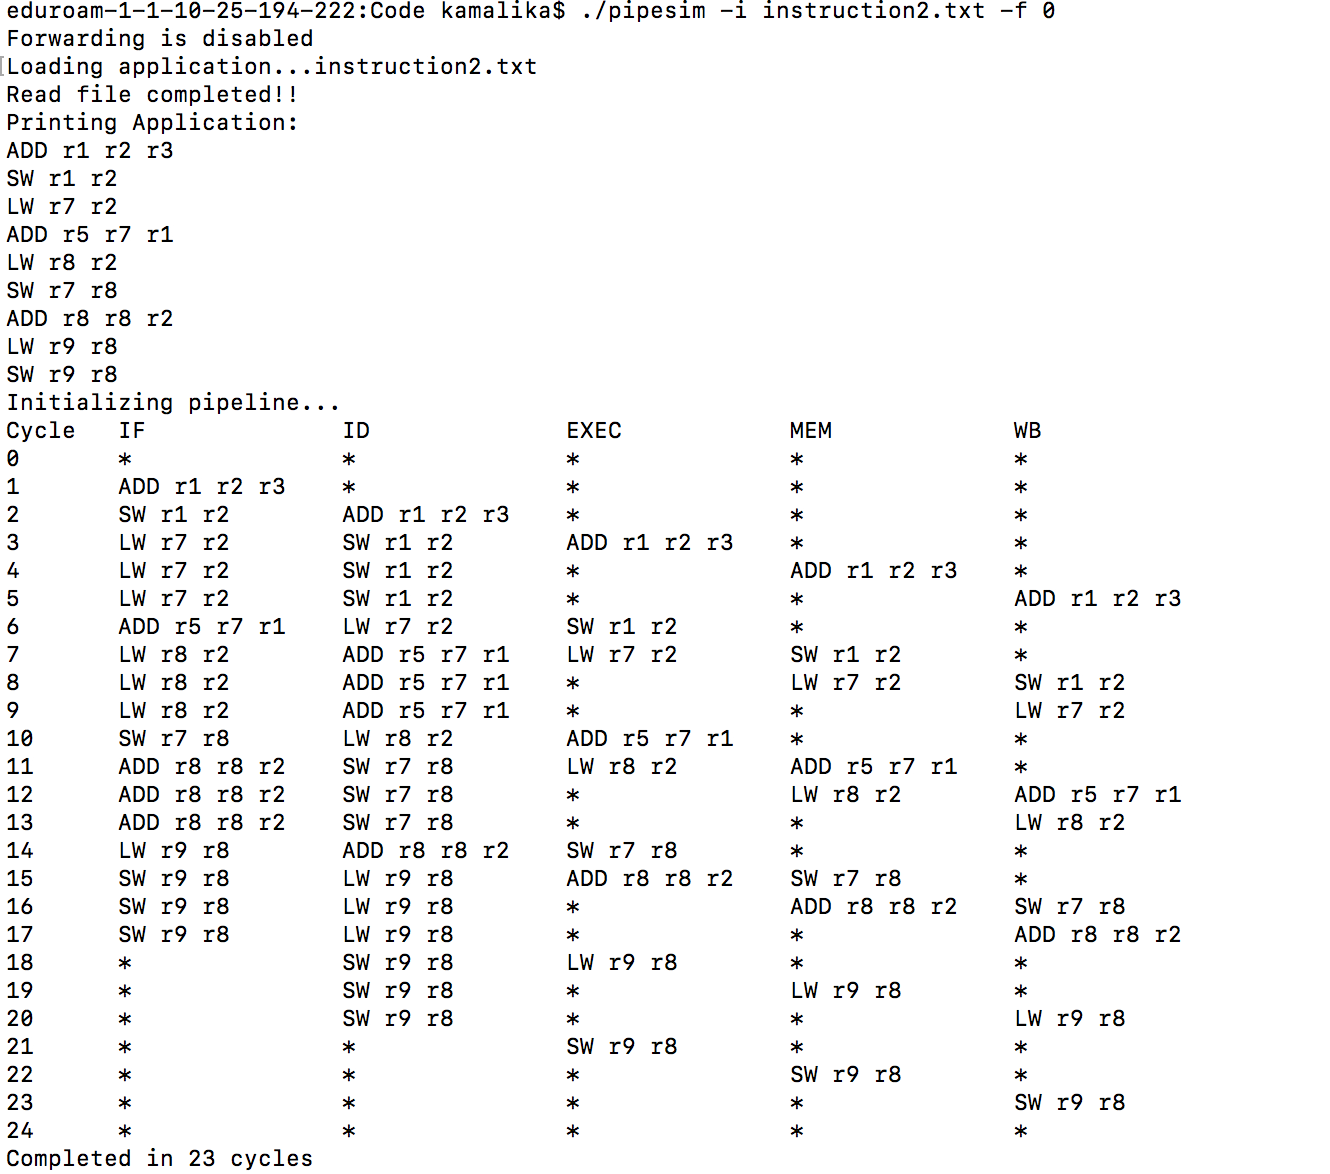 eduroam-1-1-10-25-194-222:Code kamalika$ ./pipesim -i instruction2.txt -f 0
Forwarding is disabled
[Loading application...instruction2.txt
Read file completed!!
Printing Application:
ADD r1 r2 r3
SW r1 r2
LW r7 r2
ADD r5 r7 r1
LW r8 r2
SW r7 r8
ADD r8 r8 r2
LW r9 r8
SW r9 r8
Initializing pipeline...
Cycle IF ID EXEC MEM WB
0 * * * * *
1 ADD r1 r2 r3 * * * *
2 SW r1 r2 ADD r1 r2 r3 * * *
3 LW r7 r2 SW r1 r2 ADD r1 r2 r3 * *
4 LW r7 r2 SW r1 r2 * ADD r1 r2 r3 *
5 LW r7 r2 SW r1 r2 * * ADD r1 r2 r3
6 ADD r5 r7 r1 LW r7 r2 SW r1 r2 * *
7 LW r8 r2 ADD r5 r7 r1 LW r7 r2 SW r1 r2 *
8 LW r8 r2 ADD r5 r7 r1 * LW r7 r2 SW r1 r2
9 LW r8 r2 ADD r5 r7 r1 * * LW r7 r2
10 SW r7 r8 LW r8 r2 ADD r5 r7 r1 * *
11 ADD r8 r8 r2 SW r7 r8 LW r8 r2 ADD r5 r7 r1 *
12 ADD r8 r8 r2 SW r7 r8 * LW r8 r2 ADD r5 r7 r1
13 ADD r8 r8 r2 SW r7 r8 * * LW r8 r2
14 LW r9 r8 ADD r8 r8 r2 SW r7 r8 * *
15 SW r9 r8 LW r9 r8 ADD r8 r8 r2 SW r7 r8 *
16 SW r9 r8 LW r9 r8 * ADD r8 r8 r2 SW r7 r8
17 SW r9 r8 LW r9 r8 * * ADD r8 r8 r2
18 * SW r9 r8 LW r9 r8 * *
19 * SW r9 r8 * LW r9 r8 *
20 * SW r9 r8 * * LW r9 r8
21 * * SW r9 r8 * *
22 * * * SW r9 r8 *
23 * * * * SW r9 r8
24 * * * * *
Completed in 23 cycles